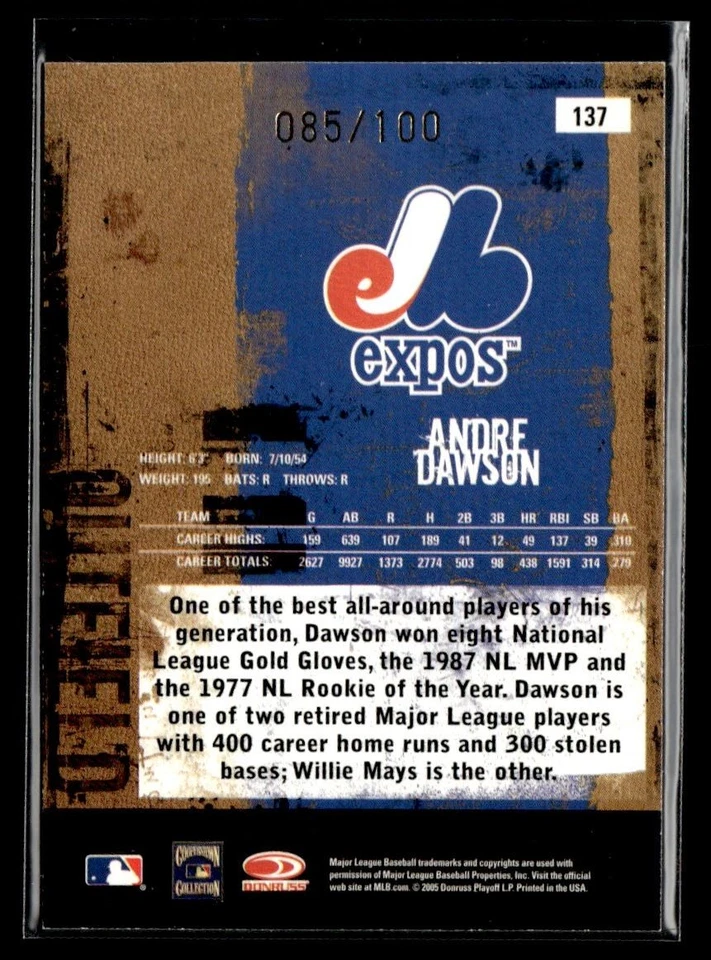 085/100
137
expos™
ANDRE
DAWSON
HEIGHT: 6'3" BORN: 7/10/54
WEIGHT: 195 BATS: R THROWS: R
TEAM G AB R H 2B 3B HR RBI SB BA
CAREER HIGHS: 159 639 107 189 41 12 49 137 39 .310
CAREER TOTALS: 2627 9927 1373 2774 503 98 438 1591 314 .279
OUTFIELD
One of the best all-around players of his
generation, Dawson won eight National
League Gold Gloves, the 1987 NL MVP and
the 1977 NL Rookie of the Year. Dawson is
one of two retired Major League players
with 400 career home runs and 300 stolen
bases; Willie Mays is the other.
COOPERSTOWN
COLLECTION
DONRUSS
Major League Baseball trademarks and copyrights are used with
permission of Major League Baseball Properties, Inc. Visit the official
web site at MLB.com. © 2005 Donruss Playoff L.P. Printed in the USA.